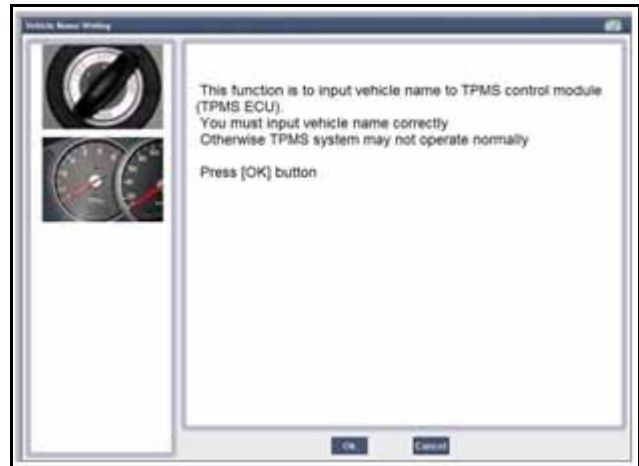 Vehicle Name Writing
This function is to input vehicle name to TPMS control module
(TPMS ECU).
You must input vehicle name correctly
Otherwise TPMS system may not operate normally
Press [OK] button
Ok
Cancel